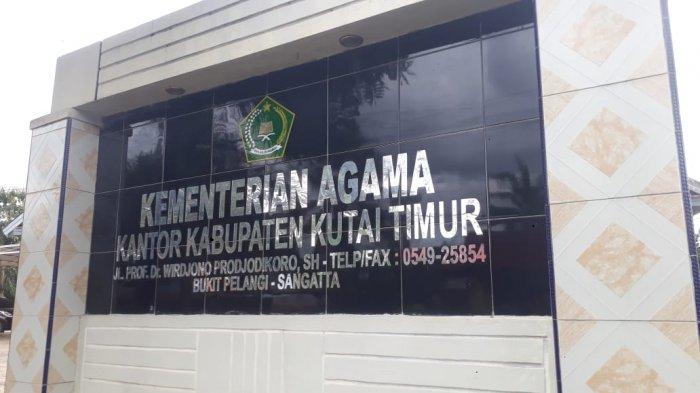 KEMENTERIAN AGAMA
KANTOR KABUPATEN KUTAI TIMUR
JL. PROF. Dr. WIRDJONO PRODJODIKORO, SH - TELP/FAX : 0549-25854
BUKIT PELANGI - SANGATTA